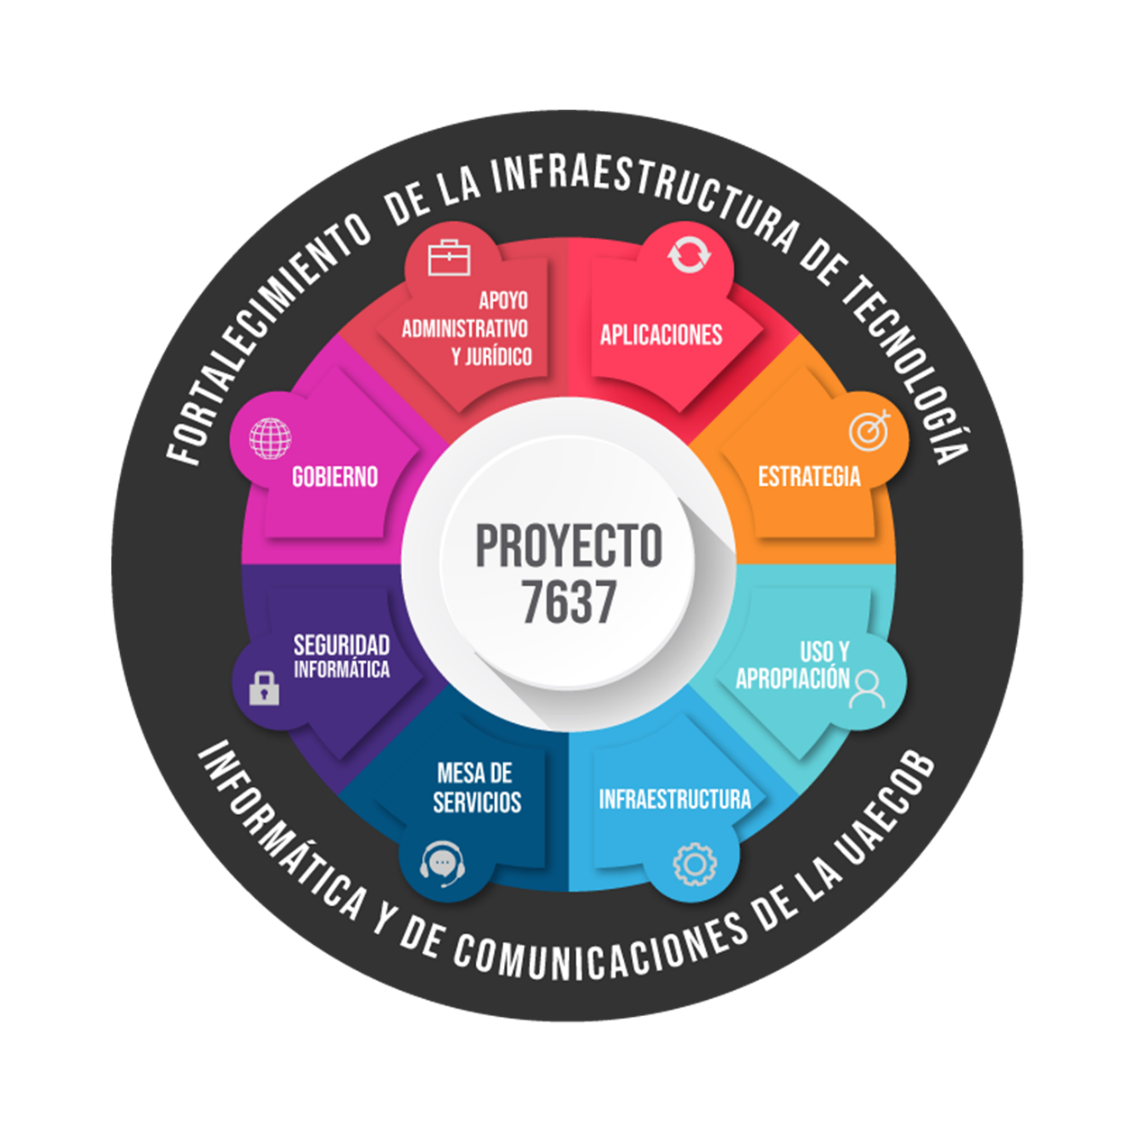 FORTALECIMIENTO DE LA INFRAESTRUCTURA DE TECNOLOGÍA
APOYO
ADMINISTRATIVO
Y JURÍDICO
APLICACIONES
GOBIERNO
ESTRATEGIA
PROYECTO
7637
SEGURIDAD
INFORMÁTICA
USO Y
APROPIACIÓN
MESA DE
SERVICIOS
INFRAESTRUCTURA
INFORMÁTICA Y DE COMUNICACIONES DE LA UAECOB